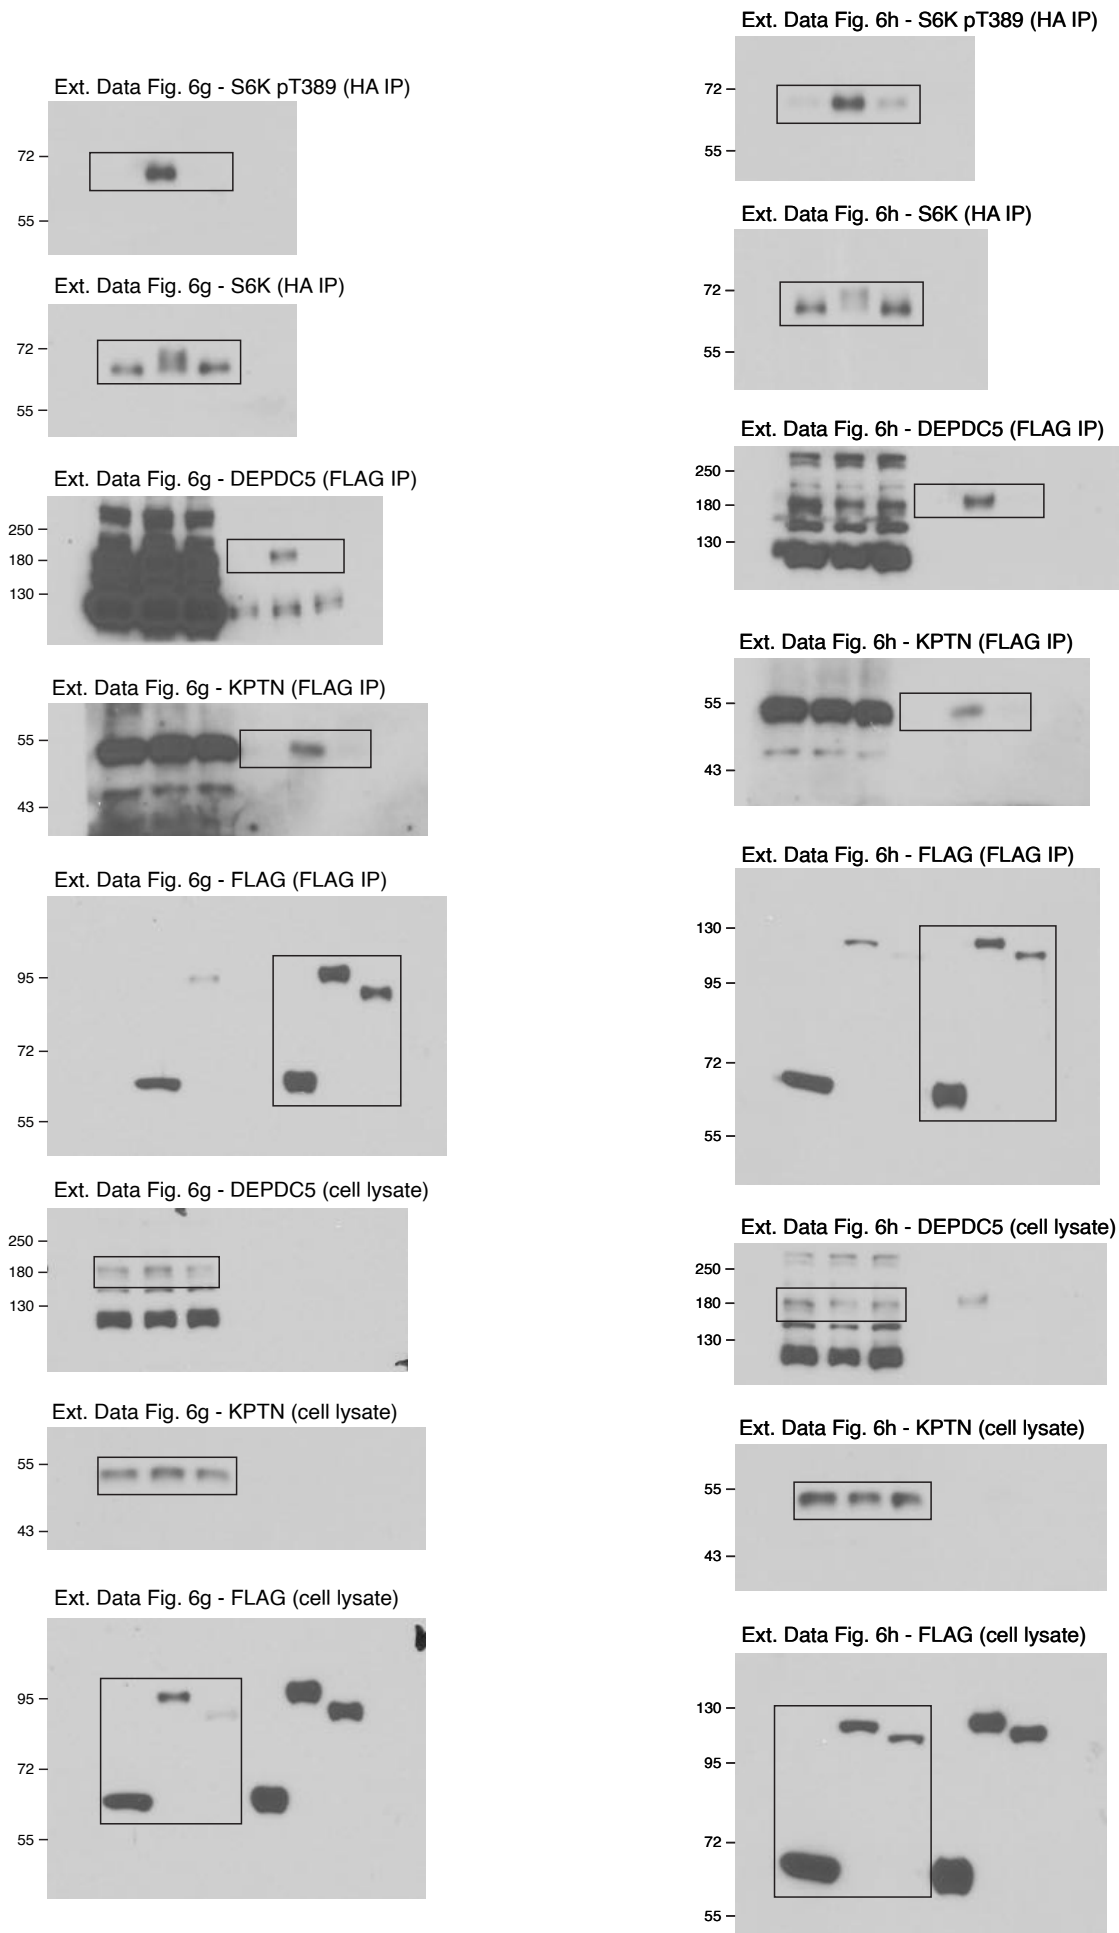 Ext. Data Fig. 6g - S6K pT389 (HA IP)
72
55
Ext. Data Fig. 6g - S6K (HA IP)
72
55
Ext. Data Fig. 6g - DEPDC5 (FLAG IP)
250
180
130
Ext. Data Fig. 6g - KPTN (FLAG IP)
55
43
Ext. Data Fig. 6g - FLAG (FLAG IP)
95
72
55
Ext. Data Fig. 6g - DEPDC5 (cell lysate)
250
180
130
Ext. Data Fig. 6g - KPTN (cell lysate)
55
43
Ext. Data Fig. 6g - FLAG (cell lysate)
95
72
55
Ext. Data Fig. 6h - S6K pT389 (HA IP)
72
55
Ext. Data Fig. 6h - S6K (HA IP)
72
55
Ext. Data Fig. 6h - DEPDC5 (FLAG IP)
250
180
130
Ext. Data Fig. 6h - KPTN (FLAG IP)
55
43
Ext. Data Fig. 6h - FLAG (FLAG IP)
130
95
72
55
Ext. Data Fig. 6h - DEPDC5 (cell lysate)
250
180
130
Ext. Data Fig. 6h - KPTN (cell lysate)
55
43
Ext. Data Fig. 6h - FLAG (cell lysate)
130
95
72
55